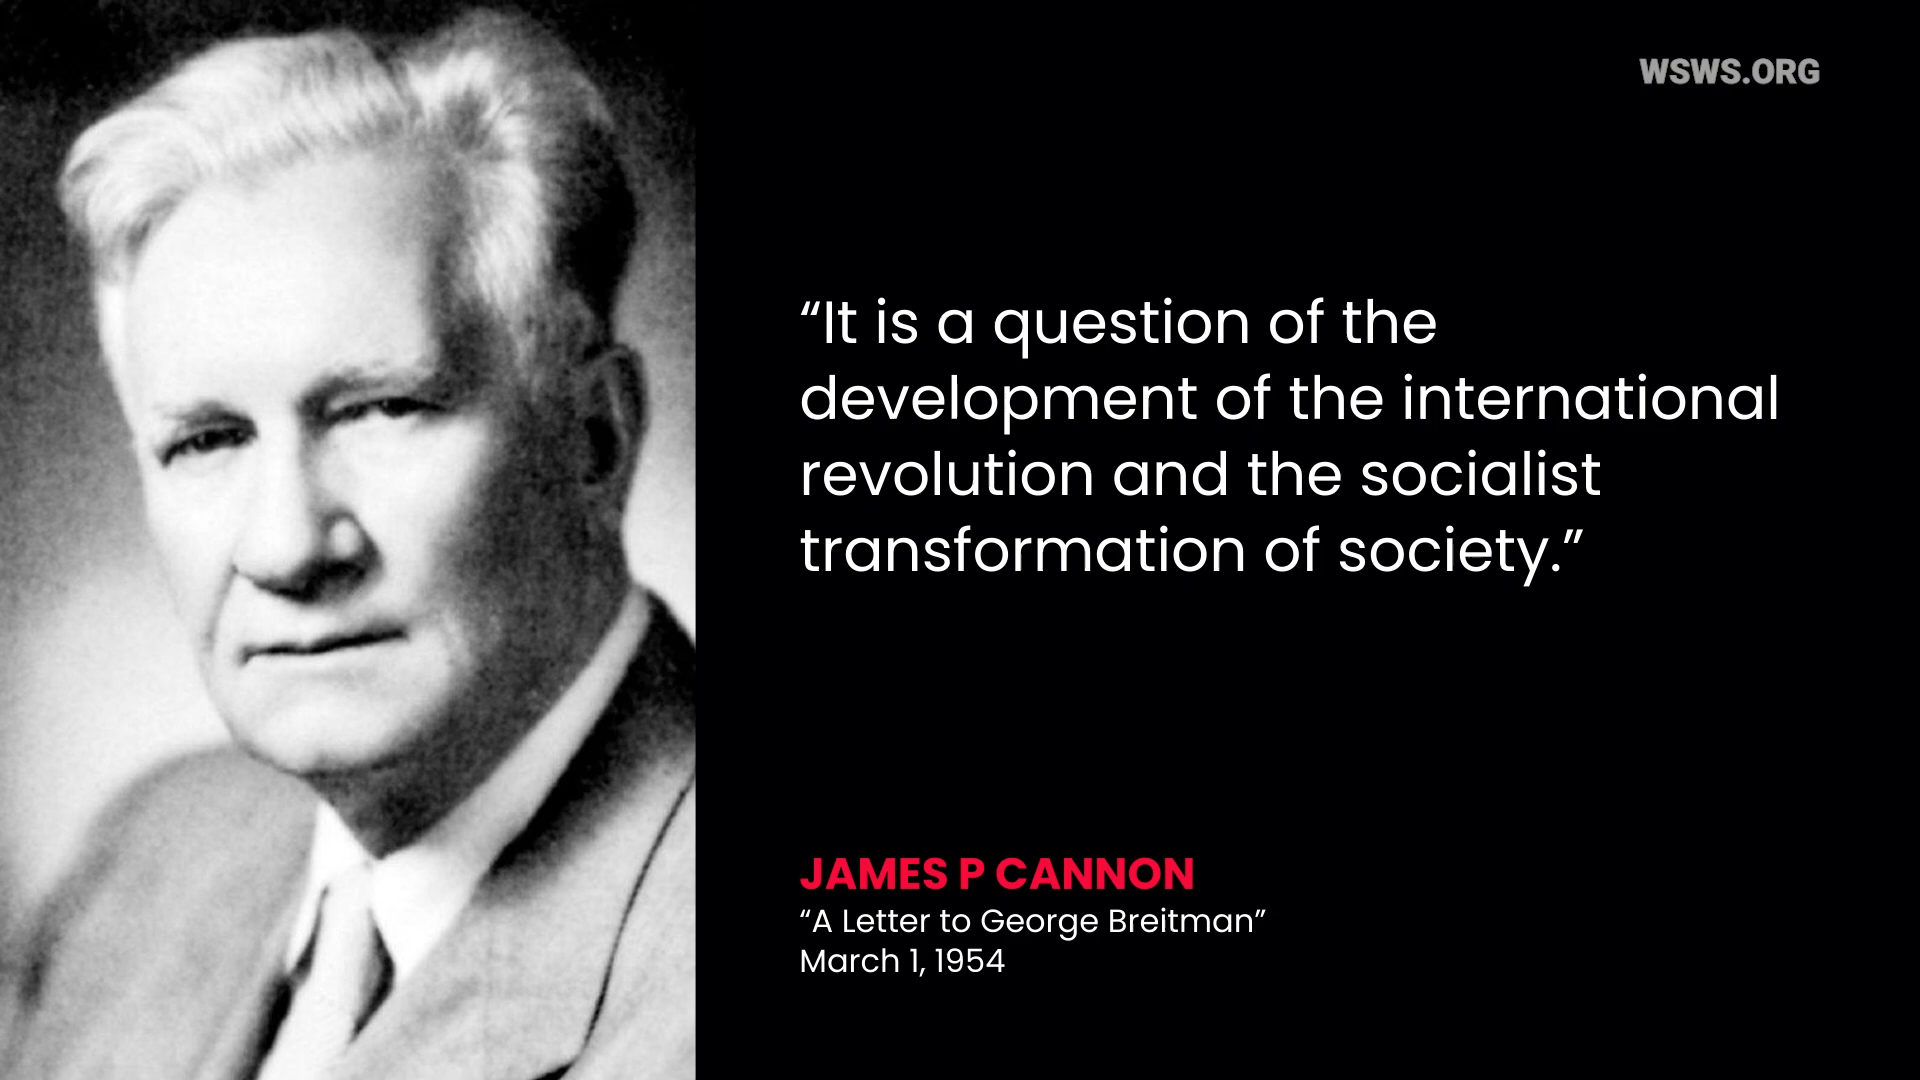 WSWS.ORG
“It is a question of the
development of the international
revolution and the socialist
transformation of society.”
JAMES P CANNON
“A Letter to George Breitman”
March 1, 1954